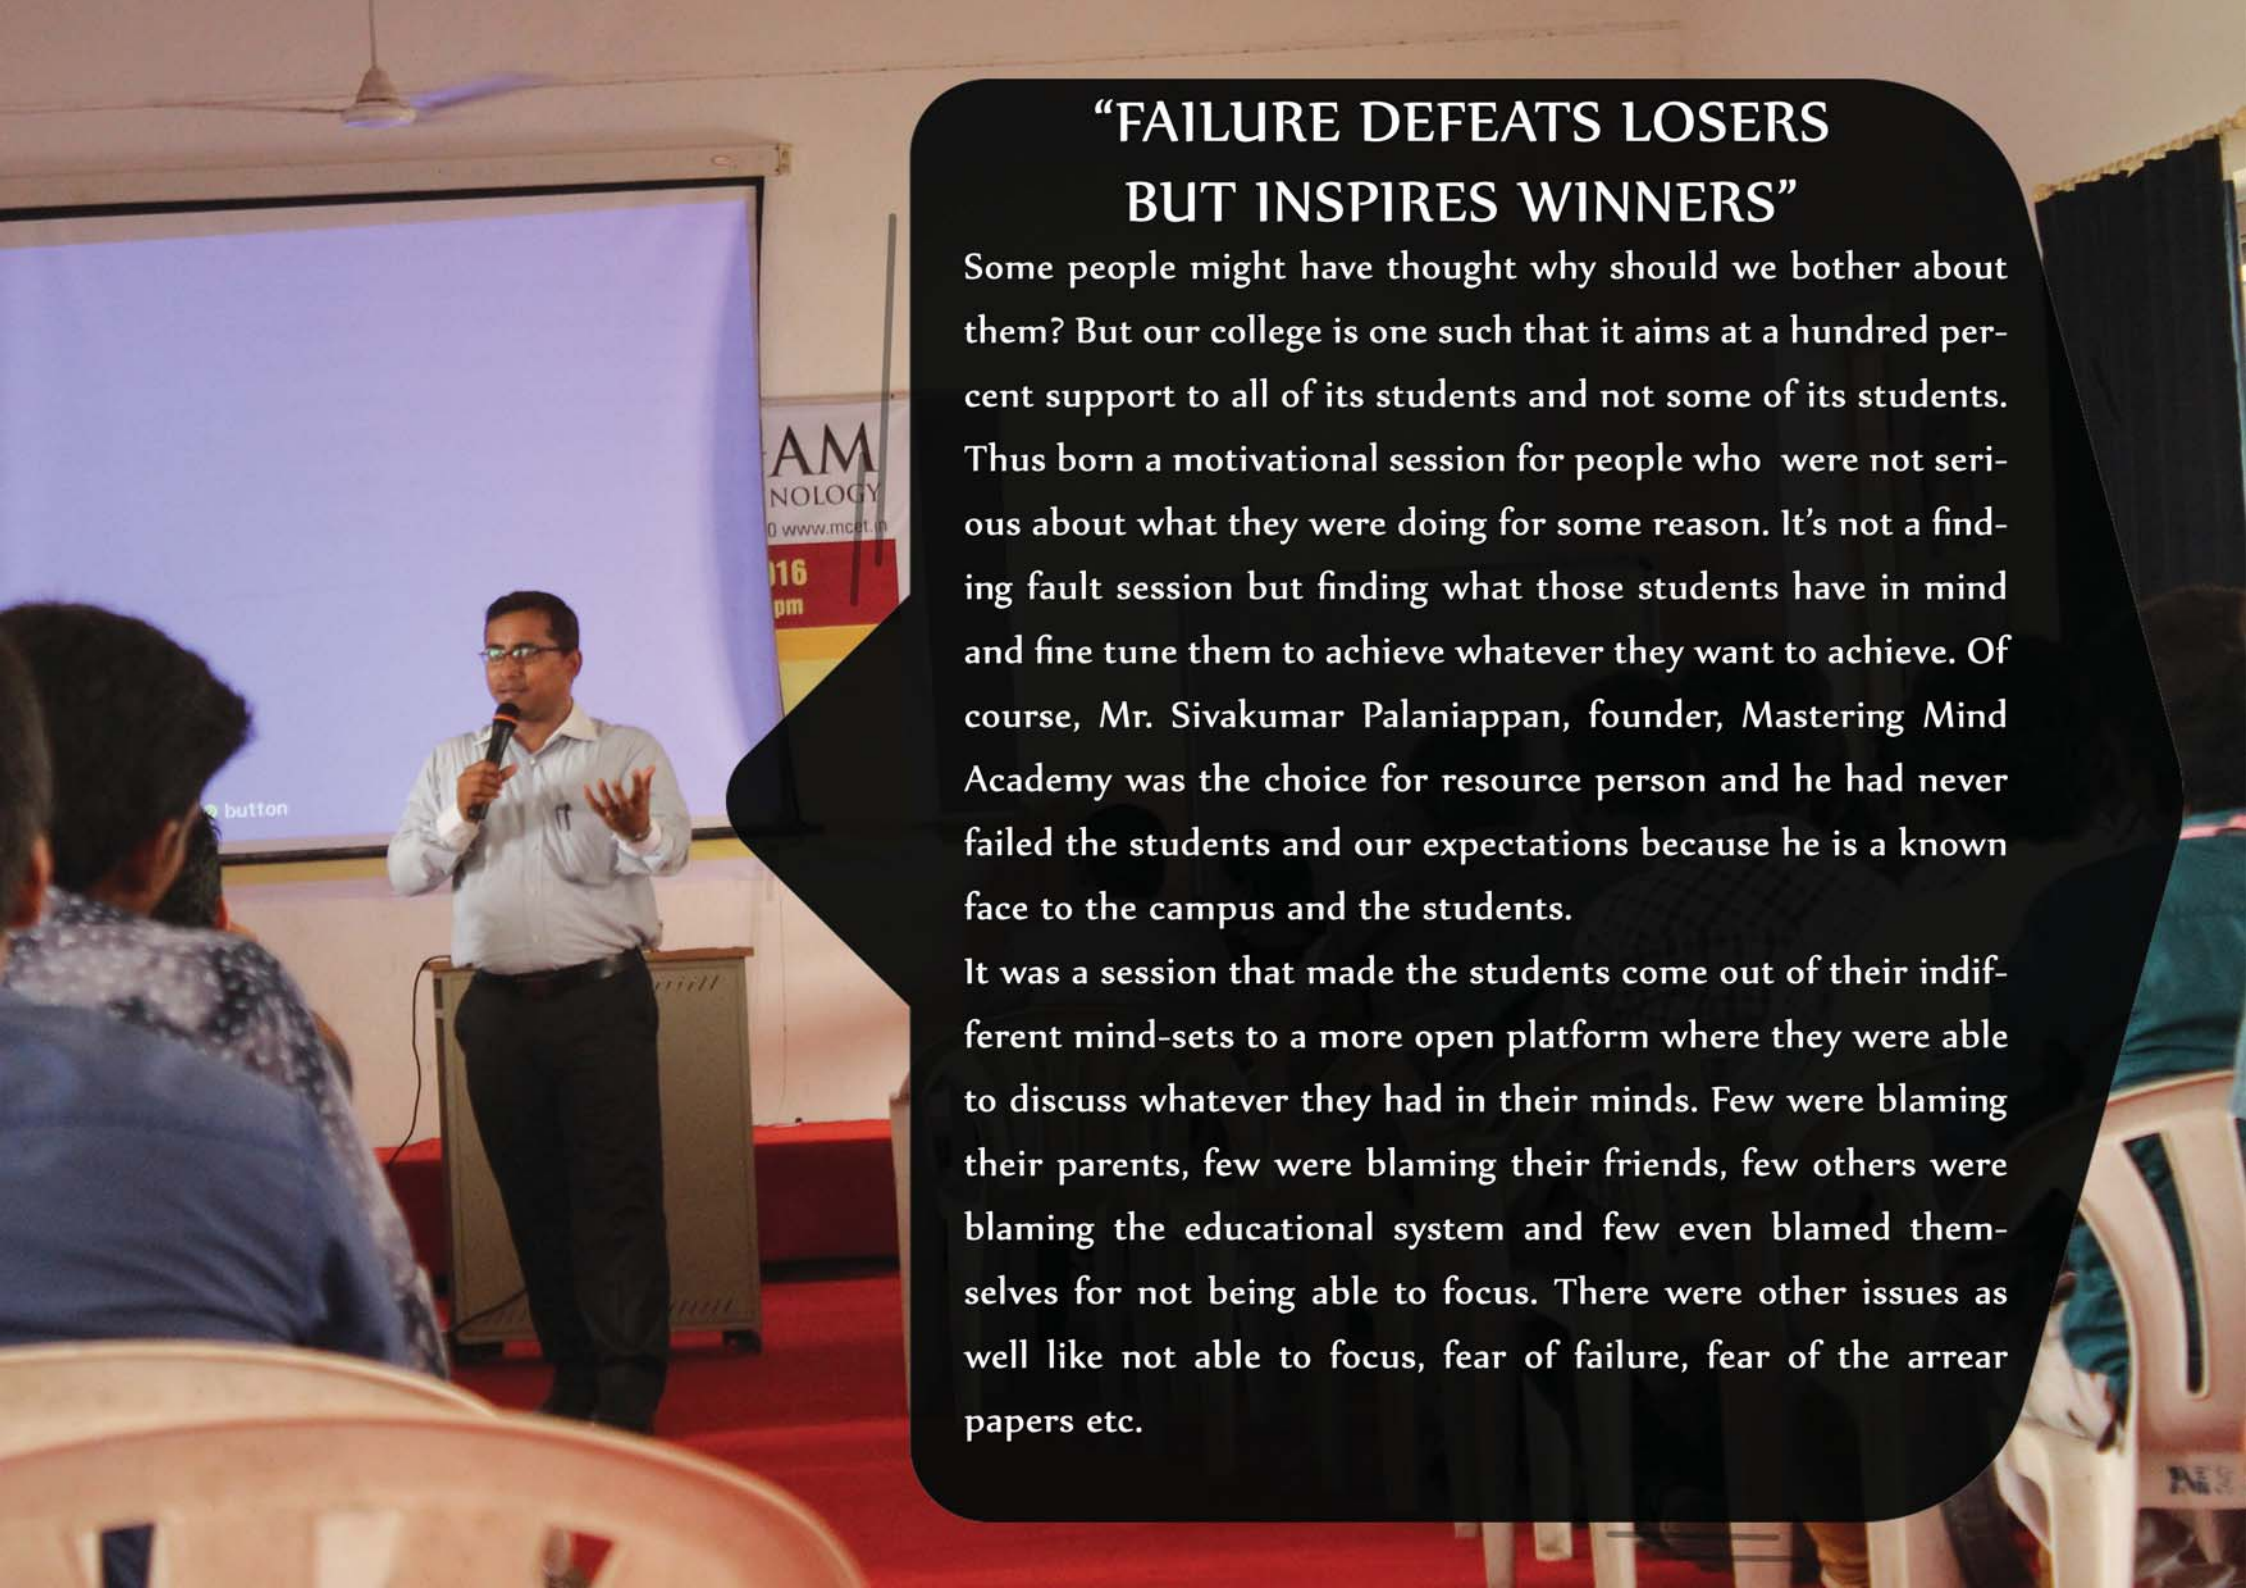 “FAILURE DEFEATS LOSERS
BUT INSPIRES WINNERS”
Some people might have thought why should we bother about
them? But our college is one such that it aims at a hundred per-
cent support to all of its students and not some of its students.
Thus born a motivational session for people who were not seri-
ous about what they were doing for some reason. It’s not a find-
ing fault session but finding what those students have in mind
and fine tune them to achieve whatever they want to achieve. Of
course, Mr. Sivakumar Palaniappan, founder, Mastering Mind
Academy was the choice for resource person and he had never
failed the students and our expectations because he is a known
face to the campus and the students.
It was a session that made the students come out of their indif-
ferent mind-sets to a more open platform where they were able
to discuss whatever they had in their minds. Few were blaming
their parents, few were blaming their friends, few others were
blaming the educational system and few even blamed them-
selves for not being able to focus. There were other issues as
well like not able to focus, fear of failure, fear of the arrear
papers etc.
AM
NOLOGY
0 www.mcet.in
16
pm
button